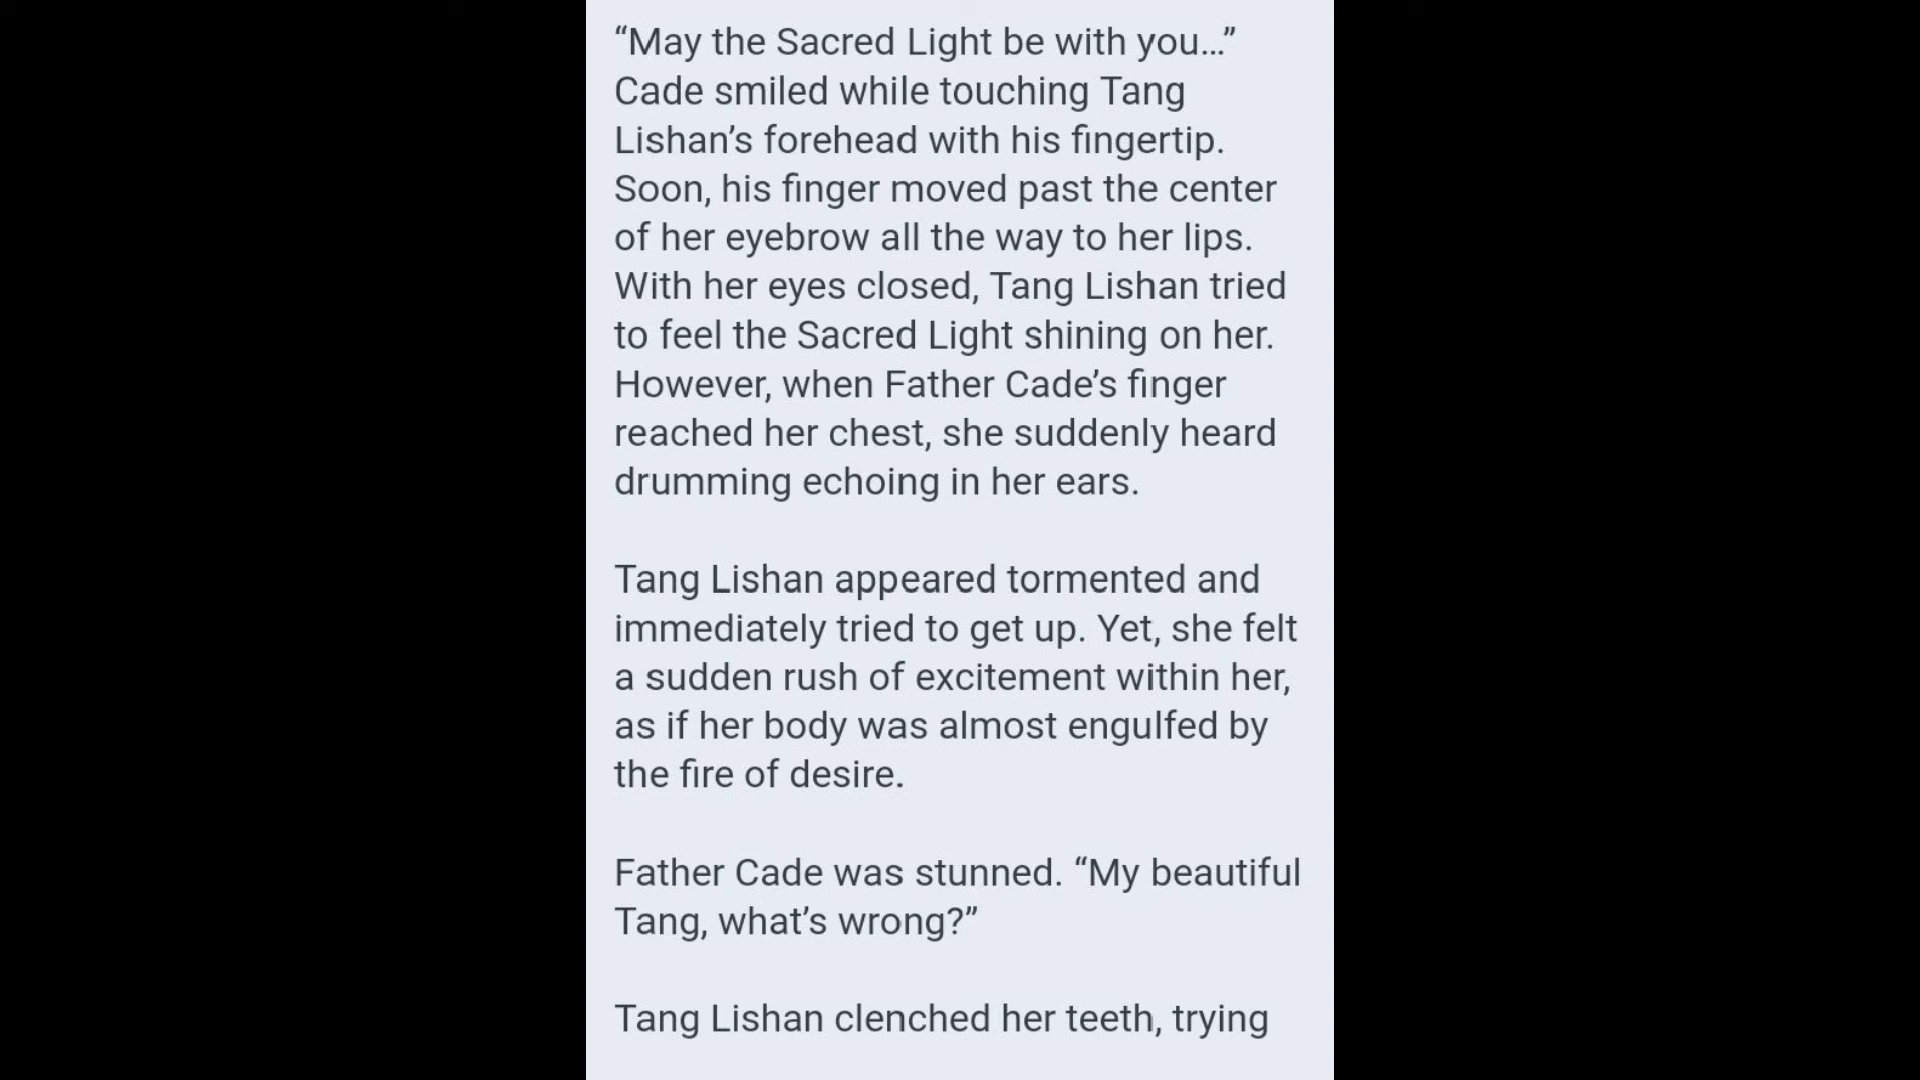 “May the Sacred Light be with you…”
Cade smiled while touching Tang
Lishan’s forehead with his fingertip.
Soon, his finger moved past the center
of her eyebrow all the way to her lips.
With her eyes closed, Tang Lishan tried
to feel the Sacred Light shining on her.
However, when Father Cade’s finger
reached her chest, she suddenly heard
drumming echoing in her ears.
Tang Lishan appeared tormented and
immediately tried to get up. Yet, she felt
a sudden rush of excitement within her,
as if her body was almost engulfed by
the fire of desire.
Father Cade was stunned. “My beautiful
Tang, what’s wrong?”
Tang Lishan clenched her teeth, trying